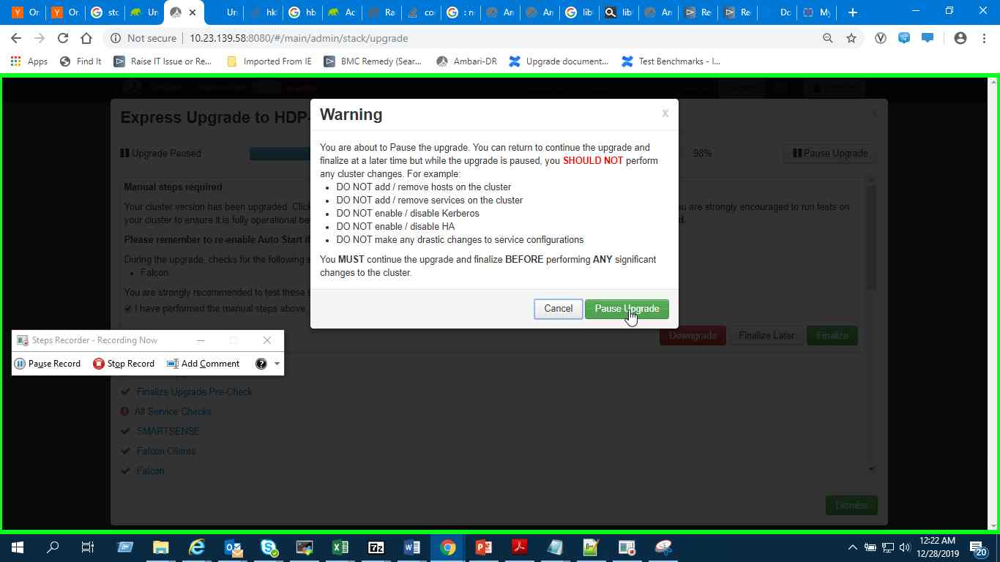 Or
Or
stc
Un
Un
hk
hb
Ac
Ra
co
: n
An
An
libt
libt
An
Re
Re
Do
My
Not secure
10.23.139.58:8080/#/main/admin/stack/upgrade
Apps
Find It
Raise IT Issue or Re...
Imported From IE
BMC Remedy (Sear...
Ambari-DR
Upgrade document...
Test Benchmarks - I...
Express Upgrade to HDP-
Upgrade Paused
98%
Pause Upgrade
Manual steps required
Your cluster version has been upgraded. Clic
ou are strongly encouraged to run tests on
your cluster to ensure it is fully operational be
d.
Please remember to re-enable Auto Start if
During the upgrade, checks for the following s
• Falcon
You are strongly recommended to test these s
I have performed the manual steps above.
Warning
x
You are about to Pause the upgrade. You can return to continue the upgrade and
finalize at a later time but while the upgrade is paused, you SHOULD NOT perform
any cluster changes. For example:
• DO NOT add / remove hosts on the cluster
• DO NOT add / remove services on the cluster
• DO NOT enable / disable Kerberos
• DO NOT enable / disable HA
• DO NOT make any drastic changes to service configurations
You MUST continue the upgrade and finalize BEFORE performing ANY significant
changes to the cluster.
Cancel
Pause Upgrade
Downgrade
Finalize Later
Finalize
Steps Recorder - Recording Now
Pause Record
Stop Record
Add Comment
Finalize Upgrade Pre-Check
All Service Checks
SMARTSENSE
Falcon Clients
Falcon
Dismiss
12:22 AM
12/28/2019
20